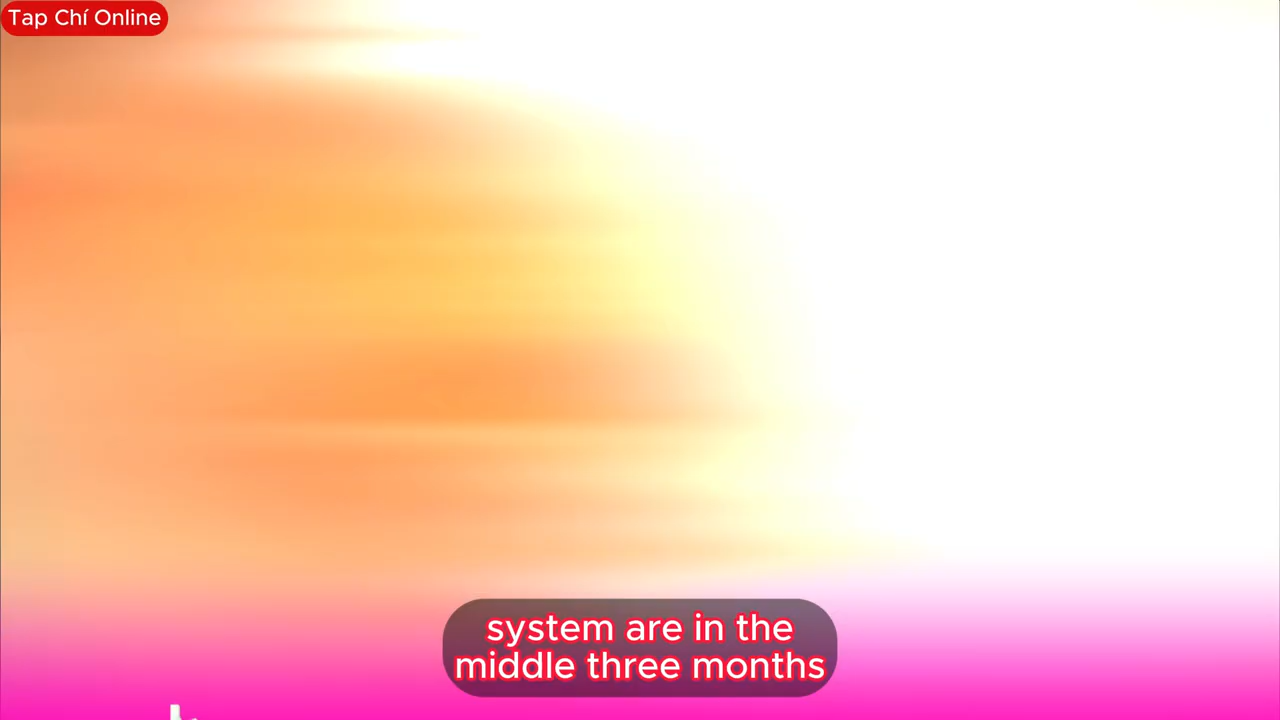 Tap Chí Online
system are in the
middle three months